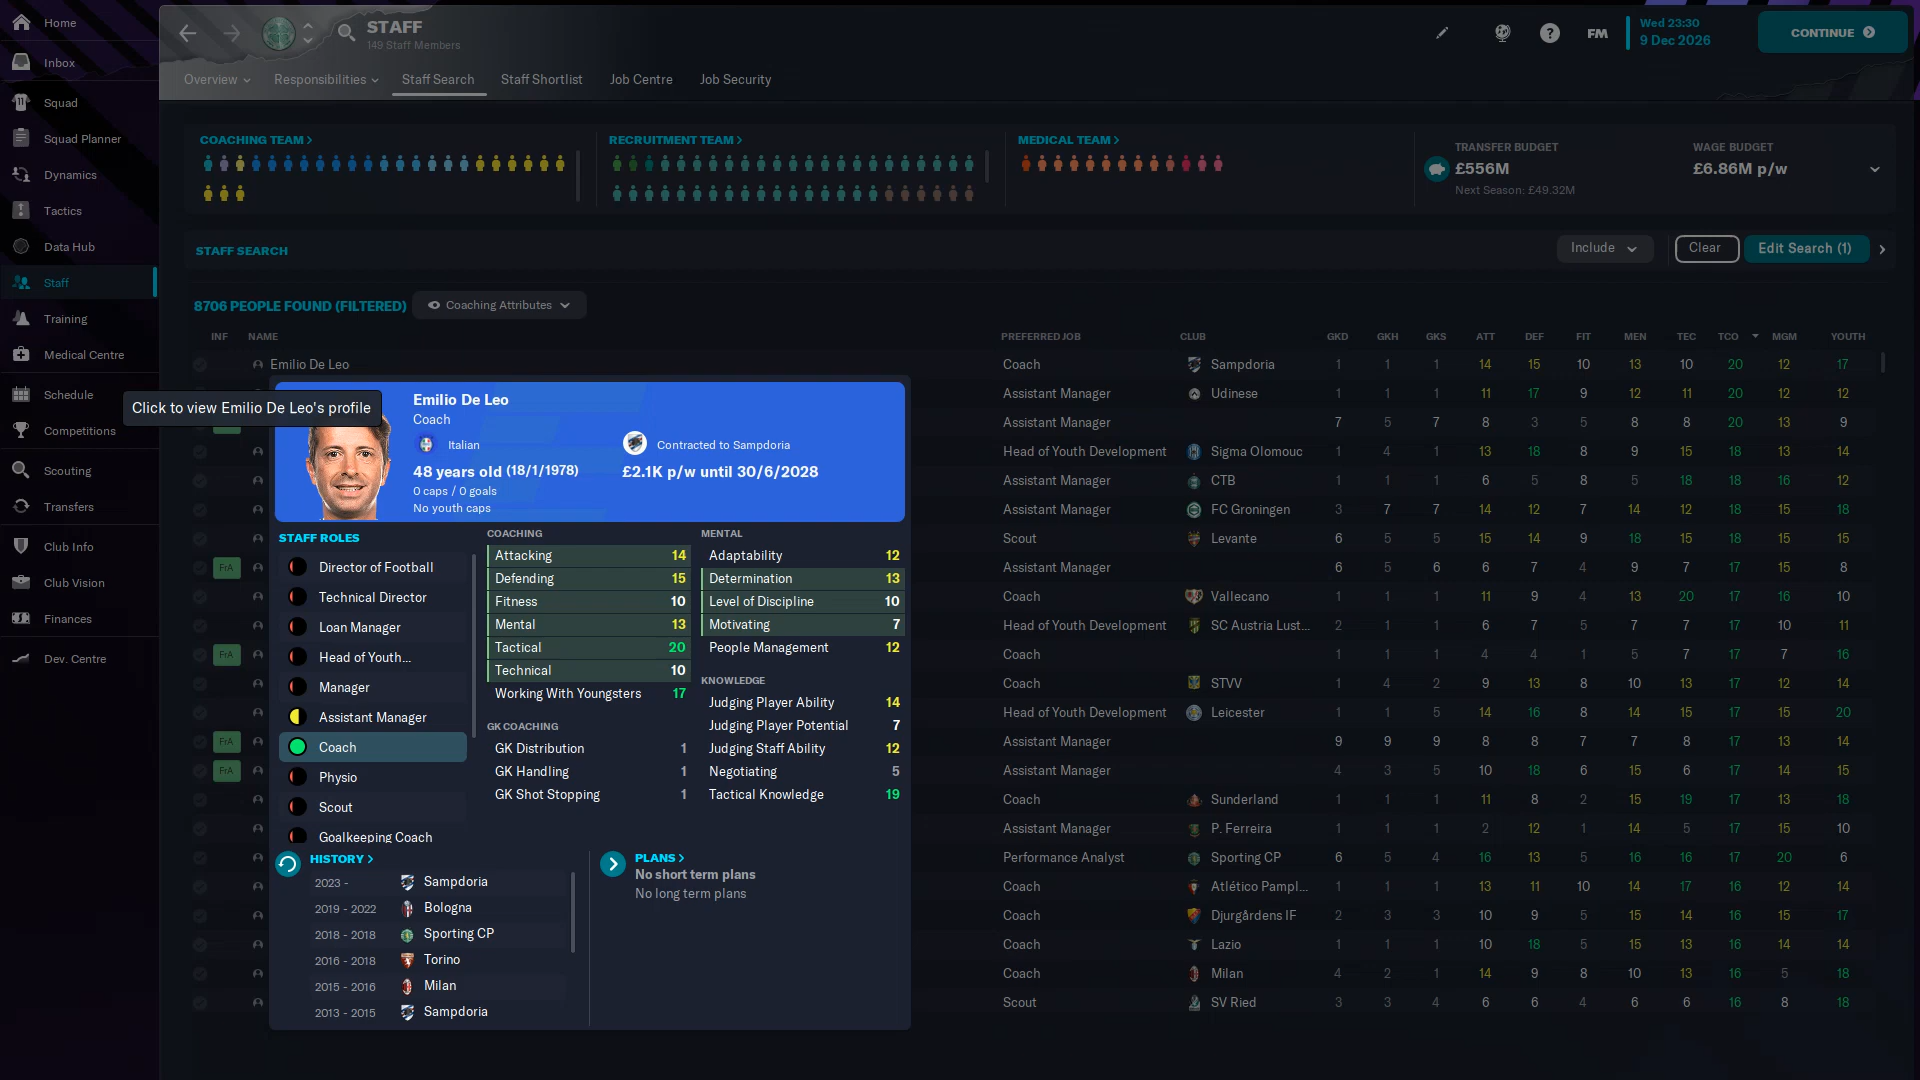 Home
Inbox
Squad
Squad Planner
Dynamics
Tactics
Data Hub
Staff
Training
Medical Centre
Schedule
Competitions
Scouting
Transfers
Club Info
Club Vision
Finances
Dev. Centre
STAFF
149 Staff Members
FM
Wed 23:30
9 Dec 2026
CONTINUE
Overview Responsibilities Staff Search Staff Shortlist Job Centre Job Security
COACHING TEAM
RECRUITMENT TEAM
MEDICAL TEAM
TRANSFER BUDGET
£556M
Next Season: £49.32M
WAGE BUDGET
£6.86M p/w
STAFF SEARCH
Include
Clear
Edit Search (1)
8706 PEOPLE FOUND (FILTERED) Coaching Attributes
INF NAME PREFERRED JOB CLUB GKD GKH GKS ATT DEF FIT MEN TEC TCO MGM YOUTH
Emilio De Leo Coach Sampdoria 1 1 1 14 15 10 13 10 20 12 17
Assistant Manager Udinese 1 1 1 11 17 9 12 11 20 12 12
Assistant Manager 7 5 7 8 3 5 8 8 20 13 9
Head of Youth Development Sigma Olomouc 1 4 1 13 18 8 9 15 18 13 14
Assistant Manager CTB 1 1 1 6 5 8 5 18 18 16 12
Assistant Manager FC Groningen 3 7 7 14 12 7 14 12 18 15 18
Scout Levante 6 5 5 15 14 9 18 15 18 15 15
FrA Assistant Manager 6 5 6 6 7 4 9 7 17 15 8
Coach Vallecano 1 1 1 11 9 4 13 20 17 16 10
Head of Youth Development SC Austria Lust... 2 1 1 6 7 5 7 7 17 10 11
FrA Coach 1 1 1 4 4 1 5 7 17 7 16
Coach STVV 1 4 2 9 13 8 10 13 17 12 14
Head of Youth Development Leicester 1 1 5 14 16 8 14 15 17 15 20
FrA Assistant Manager 9 9 9 8 8 7 7 8 17 13 14
FrA Assistant Manager 4 3 5 10 18 6 15 6 17 14 15
Coach Sunderland 1 1 1 11 8 2 15 19 17 13 18
Assistant Manager P. Ferreira 1 1 1 2 12 1 14 5 17 15 10
Performance Analyst Sporting CP 6 5 4 16 13 5 16 16 17 20 6
Coach Atlético Pampl... 1 1 1 13 11 10 14 17 16 12 14
Coach Djurgårdens IF 2 3 3 10 9 5 15 14 16 15 17
Coach Lazio 1 1 1 10 18 5 15 13 16 14 14
Coach Milan 4 2 1 14 9 8 10 13 16 5 18
Scout SV Ried 3 3 4 6 6 4 6 6 16 8 18
Click to view Emilio De Leo's profile
Emilio De Leo
Coach
Italian
Contracted to Sampdoria
48 years old (18/1/1978)
£2.1K p/w until 30/6/2028
0 caps / 0 goals
No youth caps
STAFF ROLES
Director of Football
Technical Director
Loan Manager
Head of Youth...
Manager
Assistant Manager
Coach
Physio
Scout
Goalkeeping Coach
COACHING
Attacking 14
Defending 15
Fitness 10
Mental 13
Tactical 20
Technical 10
Working With Youngsters 17
GK COACHING
GK Distribution 1
GK Handling 1
GK Shot Stopping 1
MENTAL
Adaptability 12
Determination 13
Level of Discipline 10
Motivating 7
People Management 12
KNOWLEDGE
Judging Player Ability 14
Judging Player Potential 7
Judging Staff Ability 12
Negotiating 5
Tactical Knowledge 19
HISTORY
2023 - Sampdoria
2019 - 2022 Bologna
2018 - 2018 Sporting CP
2016 - 2018 Torino
2015 - 2016 Milan
2013 - 2015 Sampdoria
PLANS
No short term plans
No long term plans